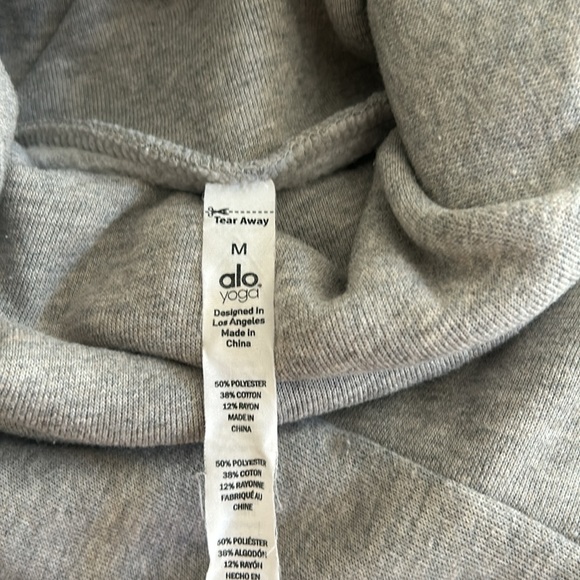 Tear Away
M
alo
yoga
Designed in
Los Angeles
Made in
China
50% POLYESTER
38% COTTON
12% RAYON
MADE IN
CHINA
50% POLYESTER
38% COTON
12% RAYONNE
FABRIQUÉ AU
CHINE
50% POLIÉSTER
38% ALGODÓN
12% RAYÓN
HECHO EN